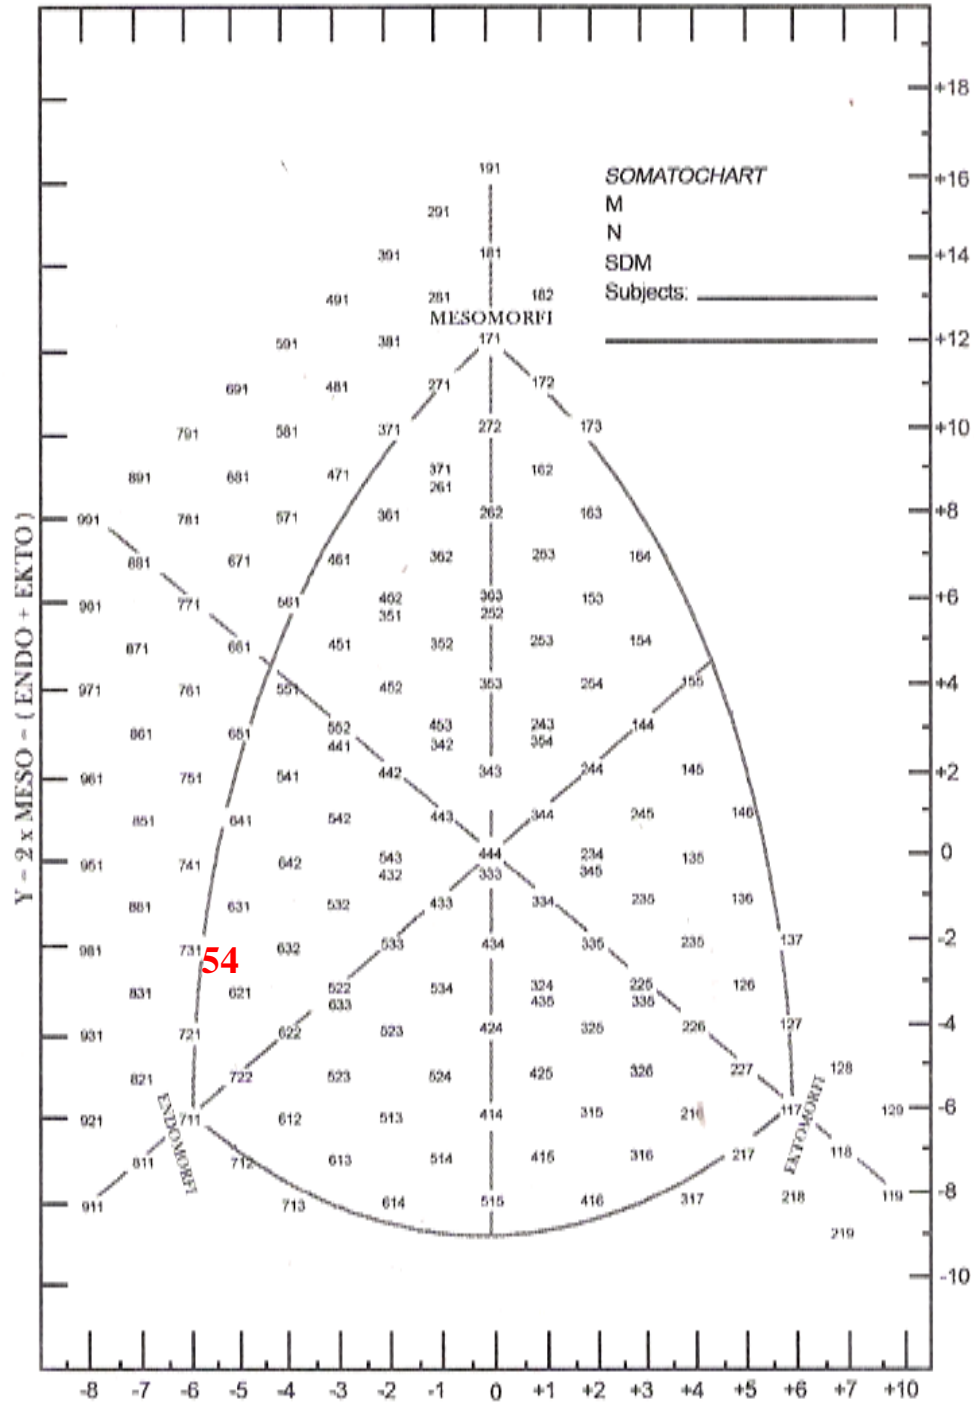 +18
191
SOMATOCHART
+16
M
291
N
391 181 +14
SDM
491 281 182 Subjects:
MESOMORFI
591 381 171 +12
691 481 271 172
791 581 371 272 173 +10
891 681 471 371 162
261
991 781 571 361 262 163 +8
881 671 461 362 263 164
981 771 561 462 363 153 +6
351 252
871 661 451 352 253 154
971 761 551 452 353 254 155 +4
861 651 552 453 243 144
441 342 354
961 751 541 442 343 244 145 +2
851 641 542 443 344 245 146
951 741 642 543 444 234 135 0
432 333 345
881 631 532 433 334 235 136
981 731 632 533 434 335 235 137 -2
54
831 621 522 534 324 225 126
633 435 335
931 721 622 523 424 325 226 127 -4
821 722 523 524 425 326 227 128
921 711 612 513 414 315 216 117 129 -6
ENDOMORFI
EKTOMORFI
811 712 613 514 415 316 217 118
911 713 614 515 416 317 218 119 -8
219
-10
Y - 2 x MESO - ( ENDO + EKTO )
-8 -7 -6 -5 -4 -3 -2 -1 0 +1 +2 +3 +4 +5 +6 +7 +10